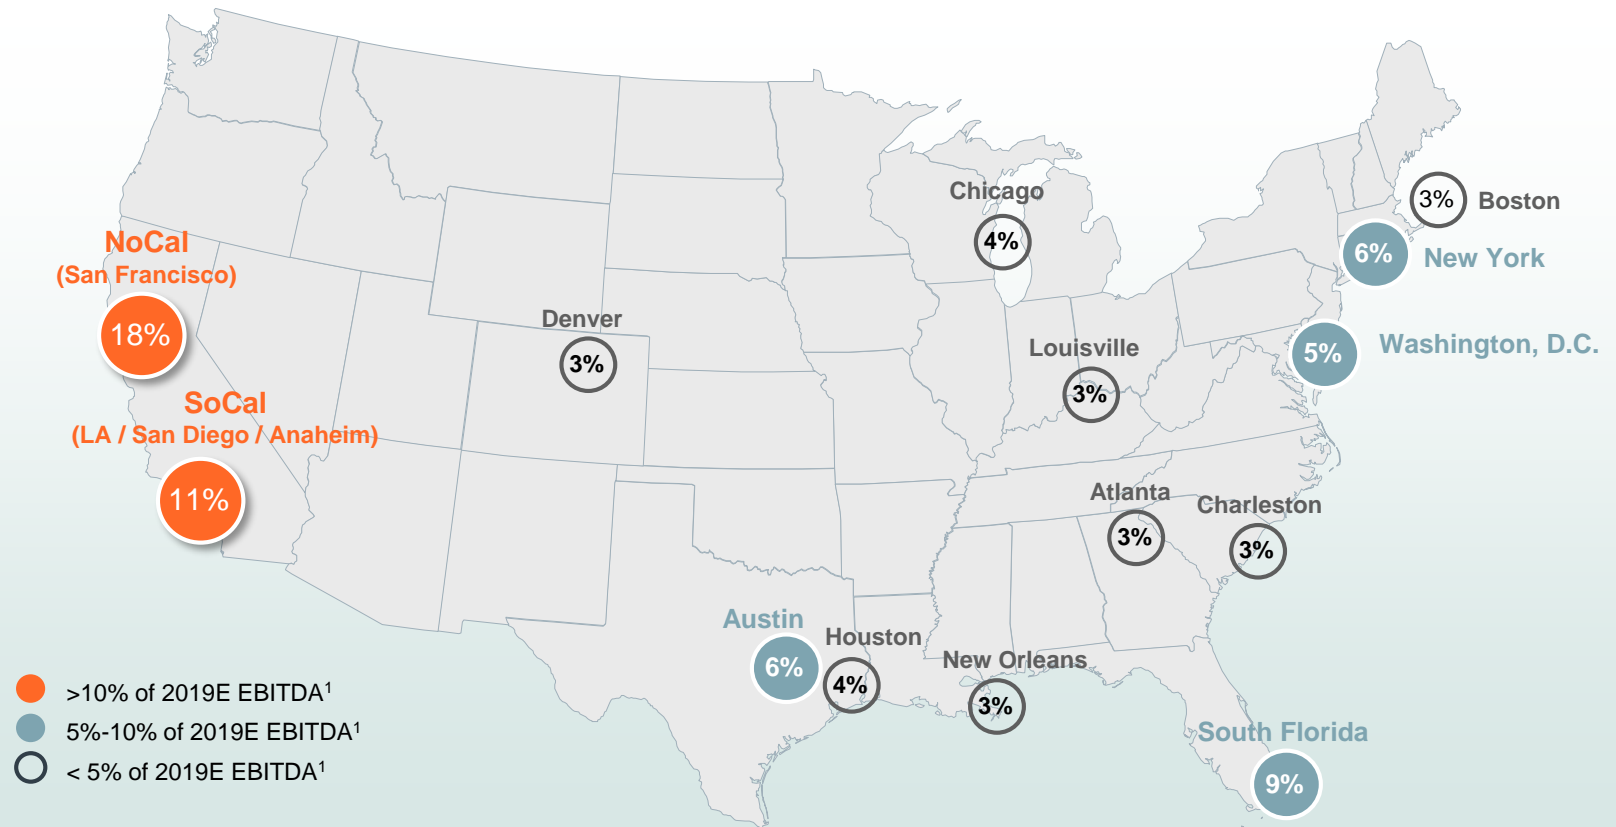 Chicago
4%
3%
Boston
6%
New York
NoCal
(San Francisco)
18%
Denver
3%
Louisville
3%
5%
Washington, D.C.
SoCal
(LA / San Diego / Anaheim)
11%
Atlanta
3%
Charleston
3%
Austin
6%
Houston
4%
New Orleans
3%
South Florida
9%
>10% of 2019E EBITDA¹
5%-10% of 2019E EBITDA¹
< 5% of 2019E EBITDA¹